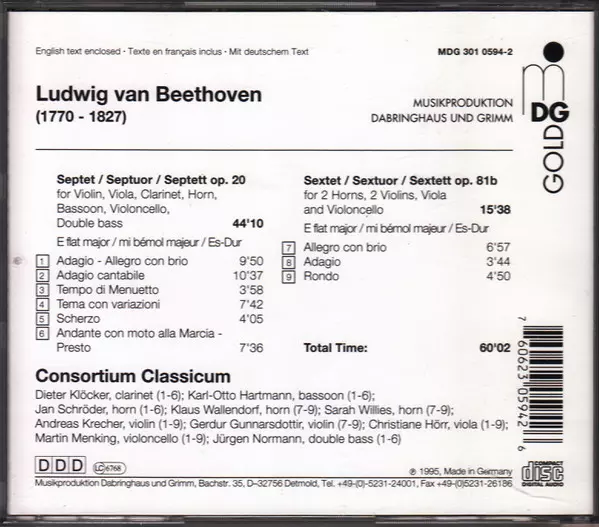 English text enclosed · Texte en français inclus · Mit deutschem Text
MDG 301 0594-2
Ludwig van Beethoven
(1770 - 1827)
MUSIKPRODUKTION
DABRINGHAUS UND GRIMM
mDG
GOLD
Septet / Septuor / Septett op. 20
for Violin, Viola, Clarinet, Horn,
Bassoon, Violoncello,
Double bass 44'10
E flat major / mi bémol majeur / Es-Dur
1 Adagio - Allegro con brio 9'50
2 Adagio cantabile 10'37
3 Tempo di Menuetto 3'58
4 Tema con variazioni 7'42
5 Scherzo 4'05
6 Andante con moto alla Marcia -
Presto 7'36
Sextet / Sextuor / Sextett op. 81b
for 2 Horns, 2 Violins, Viola
and Violoncello 15'38
E flat major / mi bémol majeur / Es-Dur
7 Allegro con brio 6'57
8 Adagio 3'44
9 Rondo 4'50
Total Time: 60'02
Consortium Classicum
Dieter Klöcker, clarinet (1-6); Karl-Otto Hartmann, bassoon (1-6);
Jan Schröder, horn (1-6); Klaus Wallendorf, horn (7-9); Sarah Willies, horn (7-9);
Andreas Krecher, violin (1-9); Gerdur Gunnarsdottir, violin (7-9); Christiane Hörr, viola (1-9);
Martin Menking, violoncello (1-9); Jürgen Normann, double bass (1-6)
7 60623 05942 6
DDD LC 6768
℗ 1995, Made in Germany
COMPACT
disc
DIGITAL AUDIO
Musikproduktion Dabringhaus und Grimm, Bachstr. 35, D-32756 Detmold, Tel. +49-(0)-5231-24001, Fax +49-(0)5231-26186